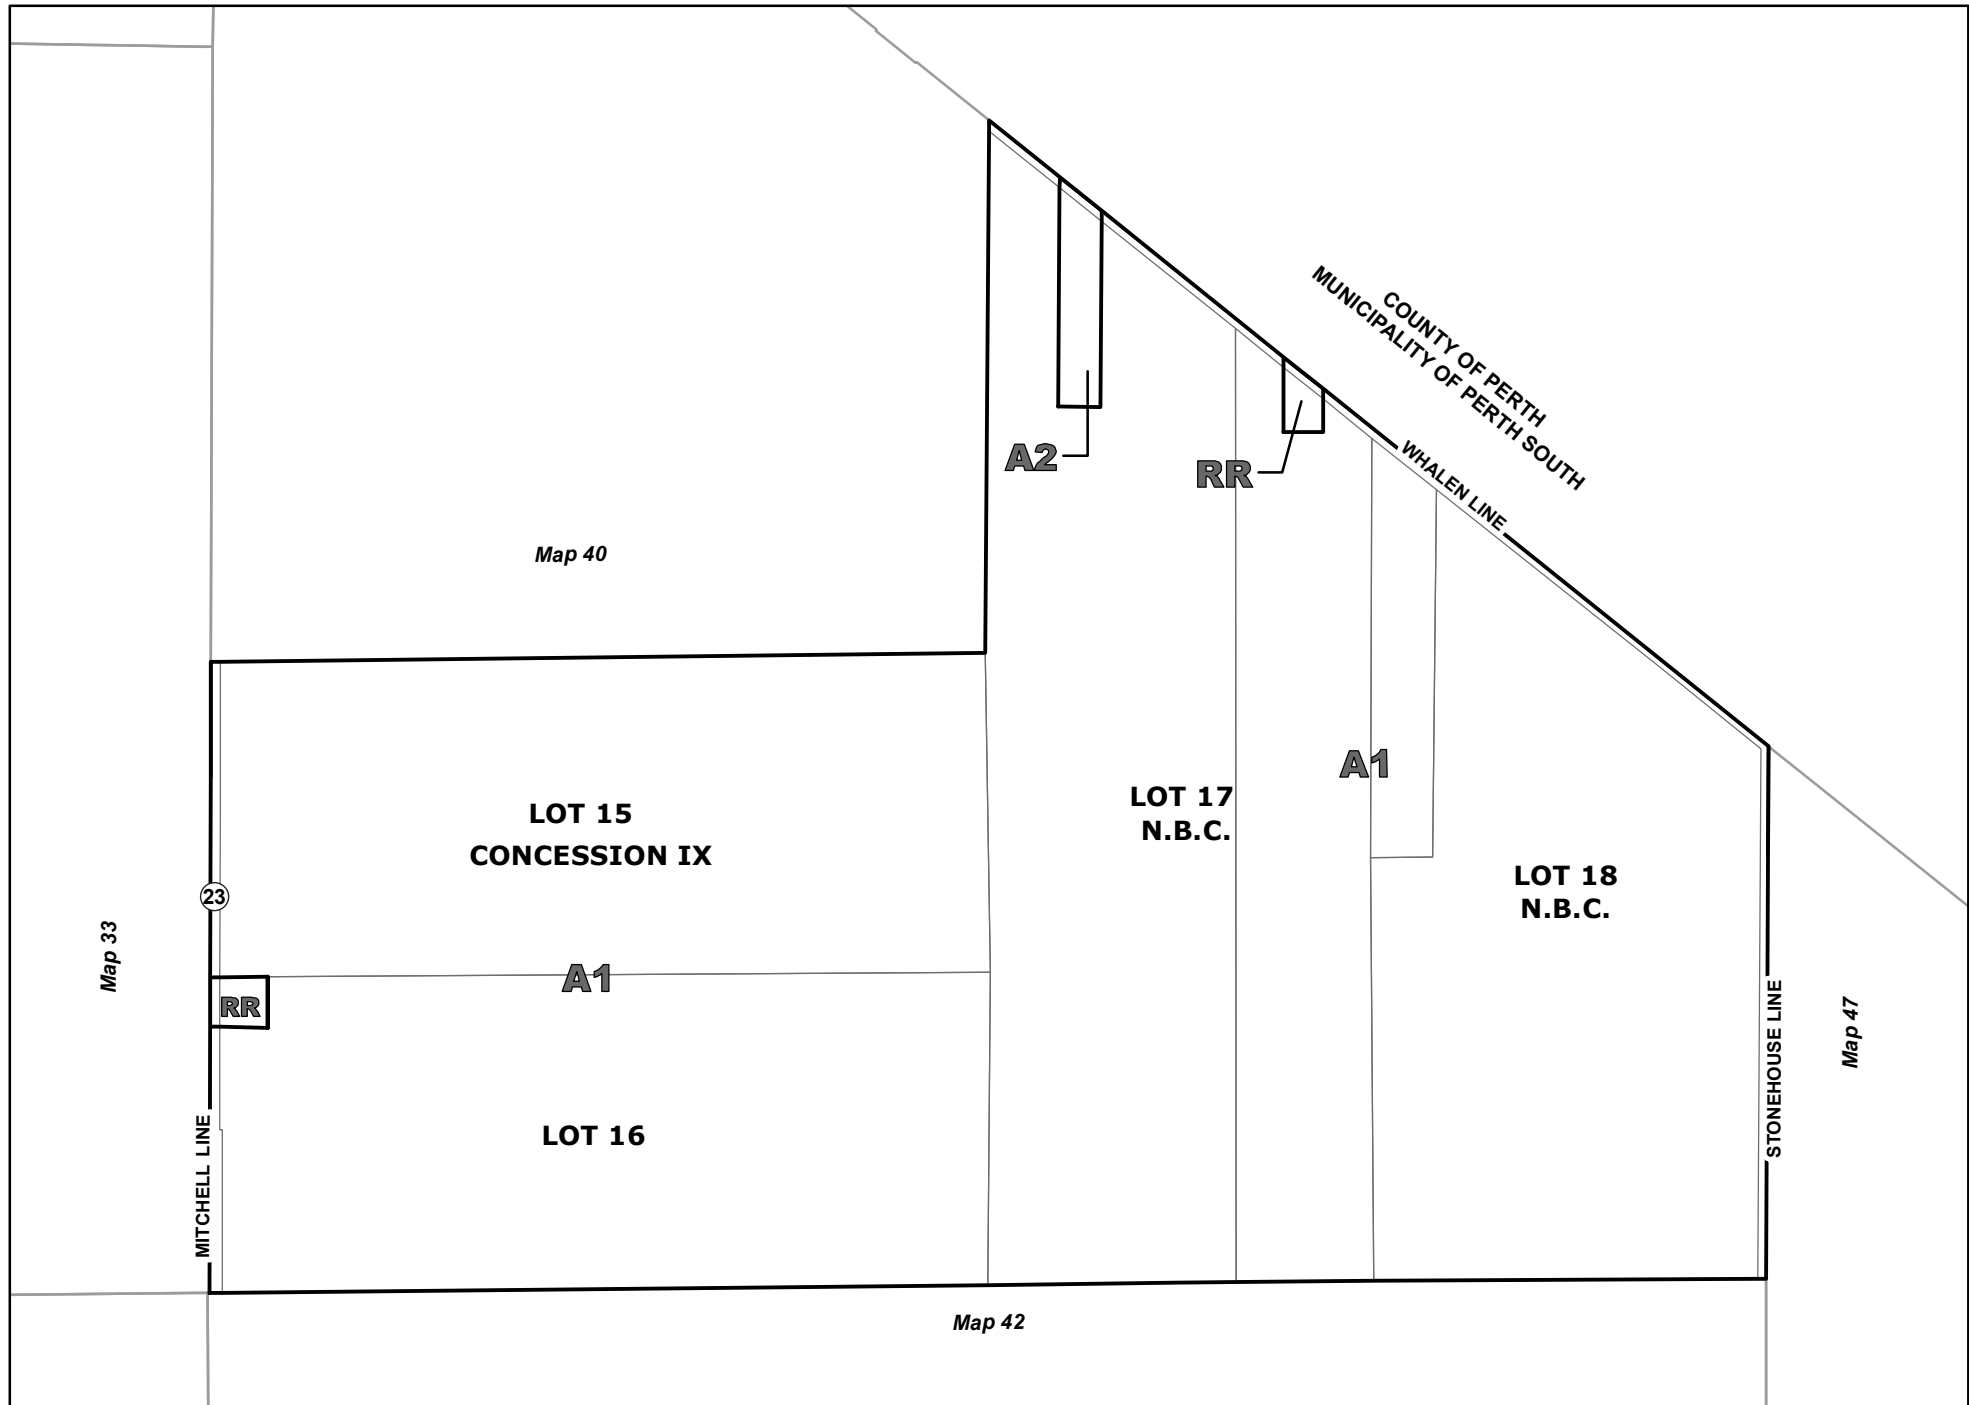 COUNTY OF PERTH
MUNICIPALITY OF PERTH SOUTH
A2
RR
WHALEN LINE
Map 40
A1
LOT 15
CONCESSION IX
LOT 17
N.B.C.
LOT 18
N.B.C.
23
Map 33
A1
RR
STONEHOUSE LINE
Map 47
LOT 16
MITCHELL LINE
Map 42